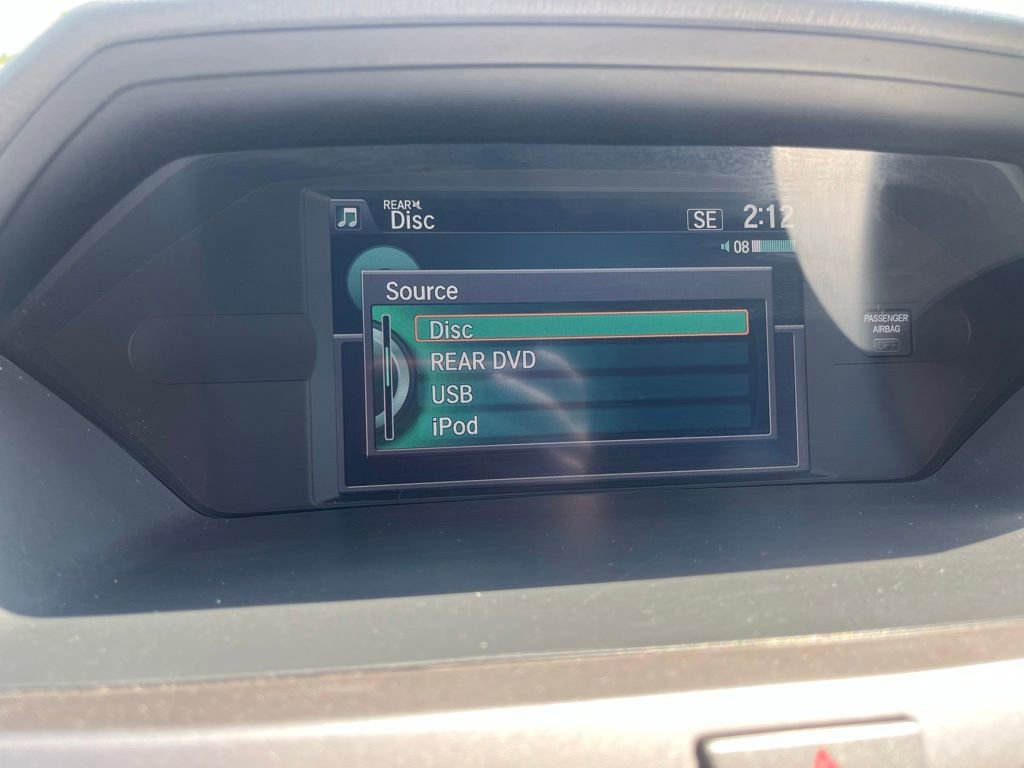 REAR
Disc
SE
2:12
08
Source
Disc
REAR DVD
USB
iPod
PASSENGER
AIRBAG
OFF